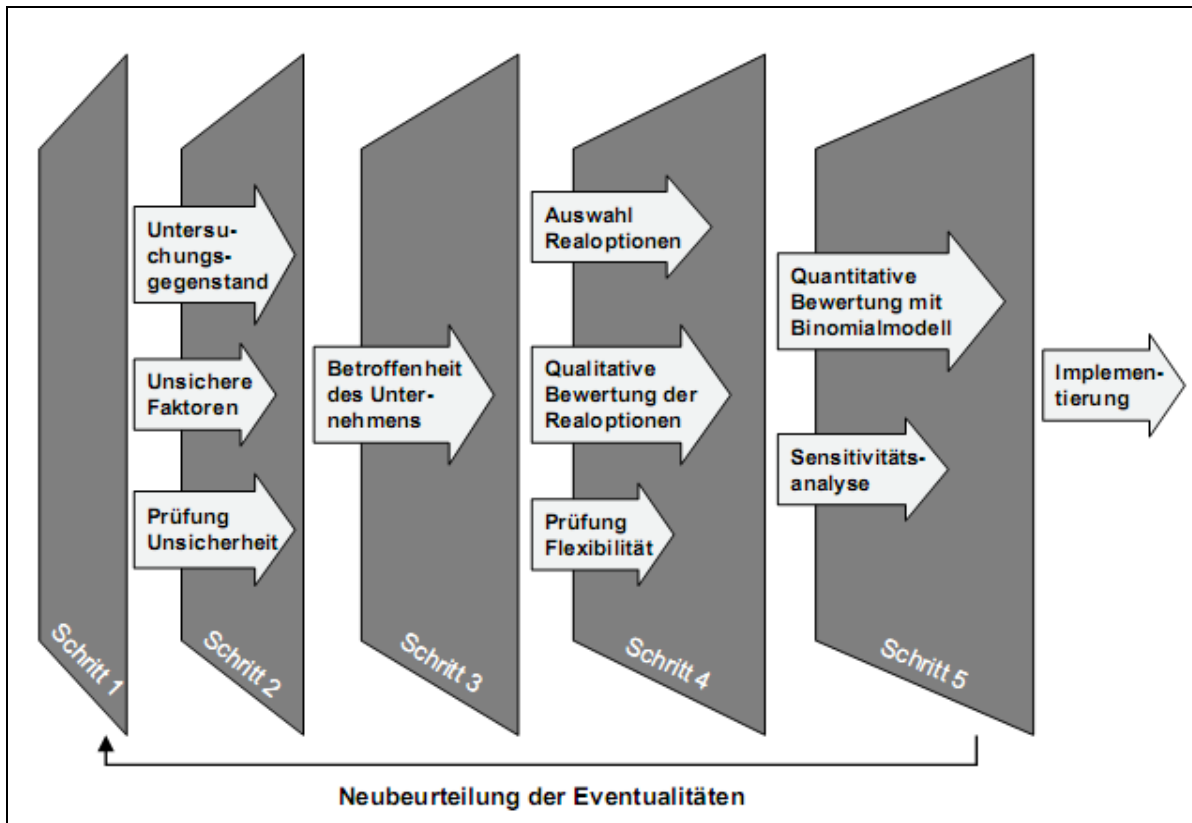 Untersu-
chungs-
gegenstand
Unsichere
Faktoren
Prüfung
Unsicherheit
Betroffenheit
des Unter-
nehmens
Auswahl
Realoptionen
Qualitative
Bewertung der
Realoptionen
Prüfung
Flexibilität
Quantitative
Bewertung mit
Binomialmodell
Sensitivitäts-
analyse
Implemen-
tierung
Schritt 1
Schritt 2
Schritt 3
Schritt 4
Schritt 5
Neubeurteilung der Eventualitäten